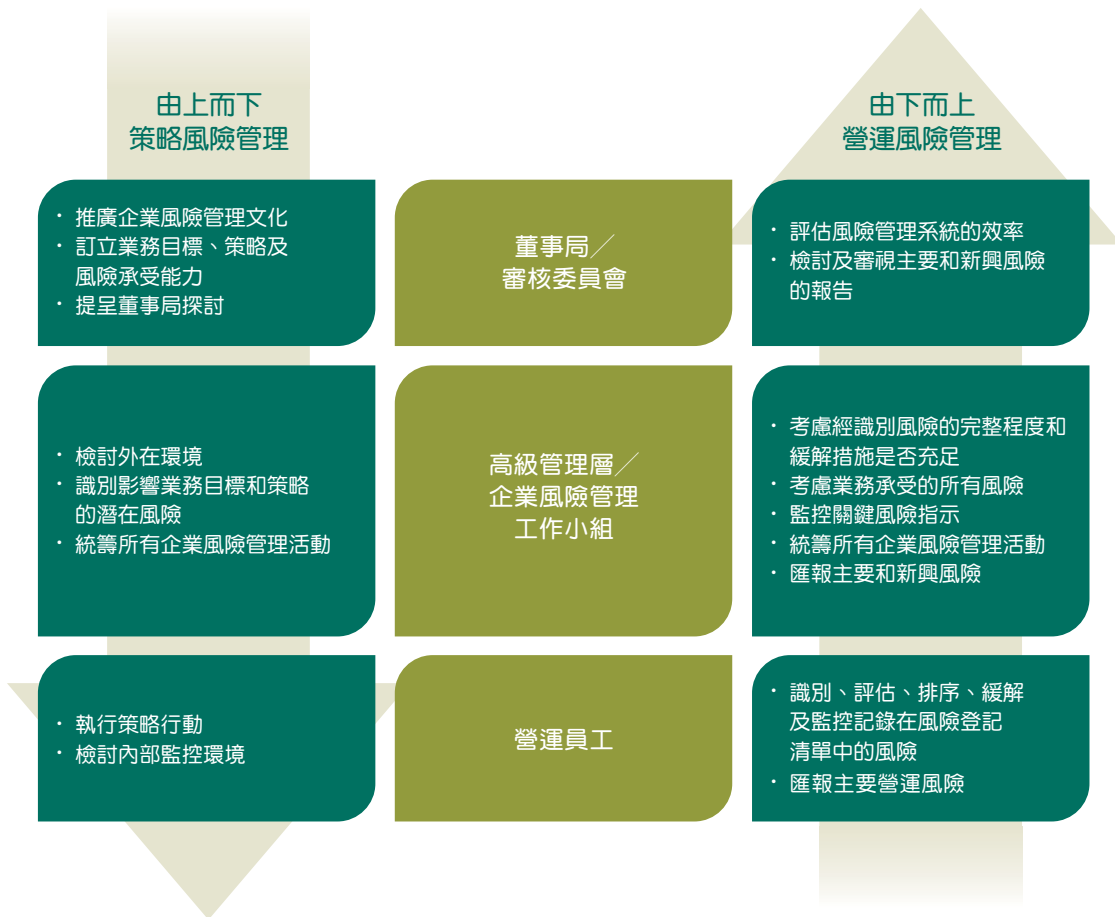 由上而下
策略風險管理
由下而上
營運風險管理
· 推廣企業風險管理文化
· 訂立業務目標、策略及
風險承受能力
· 提呈董事局探討
董事局／
審核委員會
· 評估風險管理系統的效率
· 檢討及審視主要和新興風險
的報告
· 檢討外在環境
· 識別影響業務目標和策略
的潛在風險
· 統籌所有企業風險管理活動
高級管理層／
企業風險管理
工作小組
· 考慮經識別風險的完整程度和
緩解措施是否充足
· 考慮業務承受的所有風險
· 監控關鍵風險指示
· 統籌所有企業風險管理活動
· 匯報主要和新興風險
· 執行策略行動
· 檢討內部監控環境
營運員工
· 識別、評估、排序、緩解
及監控記錄在風險登記
清單中的風險
· 匯報主要營運風險